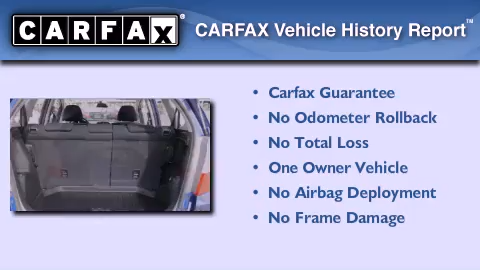 CARFAX® CARFAX Vehicle History Report™
• Carfax Guarantee
• No Odometer Rollback
• No Total Loss
• One Owner Vehicle
• No Airbag Deployment
• No Frame Damage